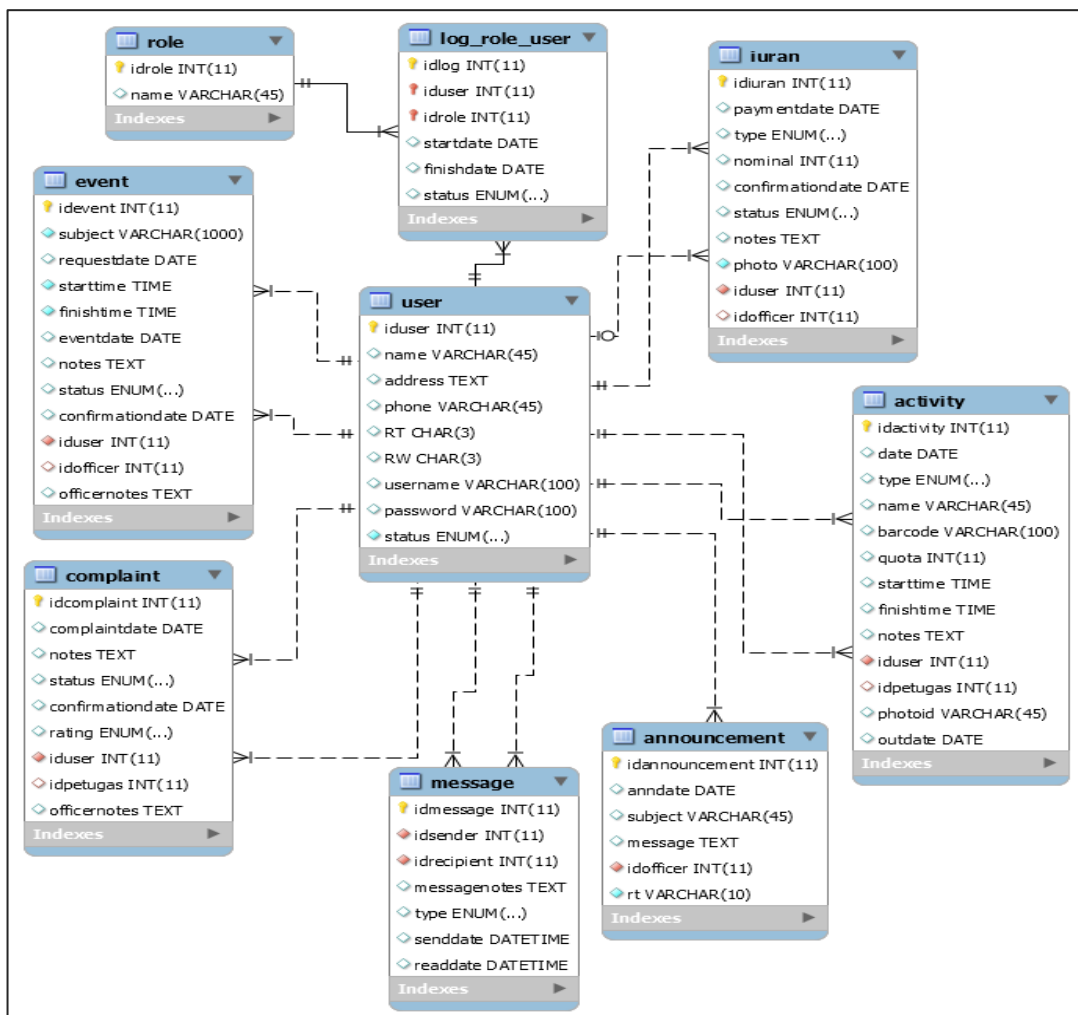 role
idrole INT(11)
name VARCHAR(45)
Indexes
log_role_user
idlog INT(11)
iduser INT(11)
idrole INT(11)
startdate DATE
finishdate DATE
status ENUM(...)
Indexes
iuran
idiuran INT(11)
paymentdate DATE
type ENUM(...)
nominal INT(11)
confirmationdate DATE
status ENUM(...)
notes TEXT
photo VARCHAR(100)
iduser INT(11)
idofficer INT(11)
Indexes
event
idevent INT(11)
subject VARCHAR(1000)
requestdate DATE
starttime TIME
finishtime TIME
eventdate DATE
notes TEXT
status ENUM(...)
confirmationdate DATE
iduser INT(11)
idofficer INT(11)
officernotes TEXT
Indexes
user
iduser INT(11)
name VARCHAR(45)
address TEXT
phone VARCHAR(45)
RT CHAR(3)
RW CHAR(3)
username VARCHAR(100)
password VARCHAR(100)
status ENUM(...)
Indexes
activity
idactivity INT(11)
date DATE
type ENUM(...)
name VARCHAR(45)
barcode VARCHAR(100)
quota INT(11)
starttime TIME
finishtime TIME
notes TEXT
iduser INT(11)
idpetugas INT(11)
photoid VARCHAR(45)
outdate DATE
Indexes
complaint
idcomplaint INT(11)
complaintdate DATE
notes TEXT
status ENUM(...)
confirmationdate DATE
rating ENUM(...)
iduser INT(11)
idpetugas INT(11)
officernotes TEXT
Indexes
message
idmessage INT(11)
idsender INT(11)
idrecipient INT(11)
messagenotes TEXT
type ENUM(...)
senddate DATETIME
readdate DATETIME
Indexes
announcement
idannouncement INT(11)
anndate DATE
subject VARCHAR(45)
message TEXT
idofficer INT(11)
rt VARCHAR(10)
Indexes